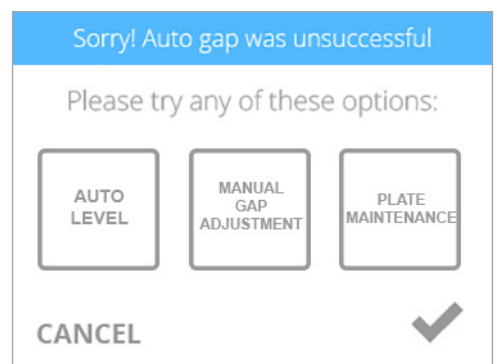 Sorry! Auto gap was unsuccessful
Please try any of these options:
AUTO
LEVEL
MANUAL
GAP
ADJUSTMENT
PLATE
MAINTENANCE
CANCEL